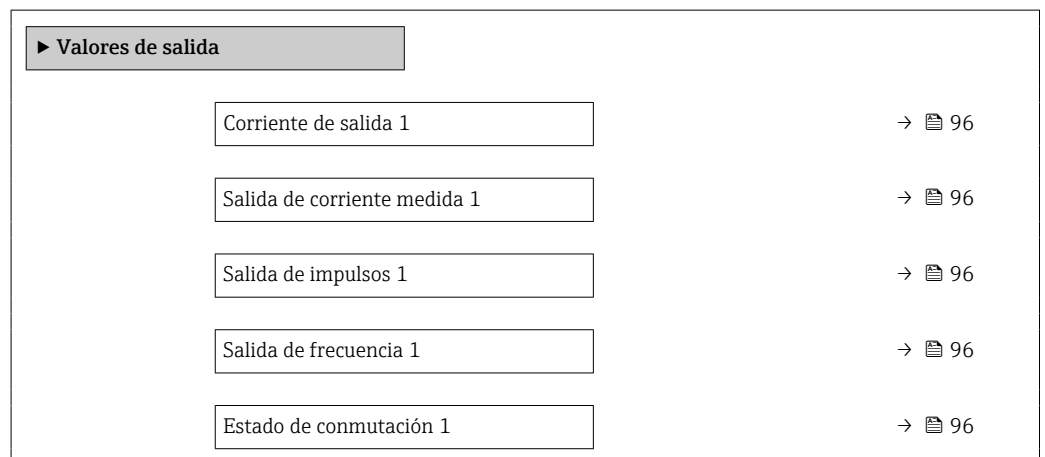 ▶ Valores de salida
Corriente de salida 1 → 96
Salida de corriente medida 1 → 96
Salida de impulsos 1 → 96
Salida de frecuencia 1 → 96
Estado de conmutación 1 → 96